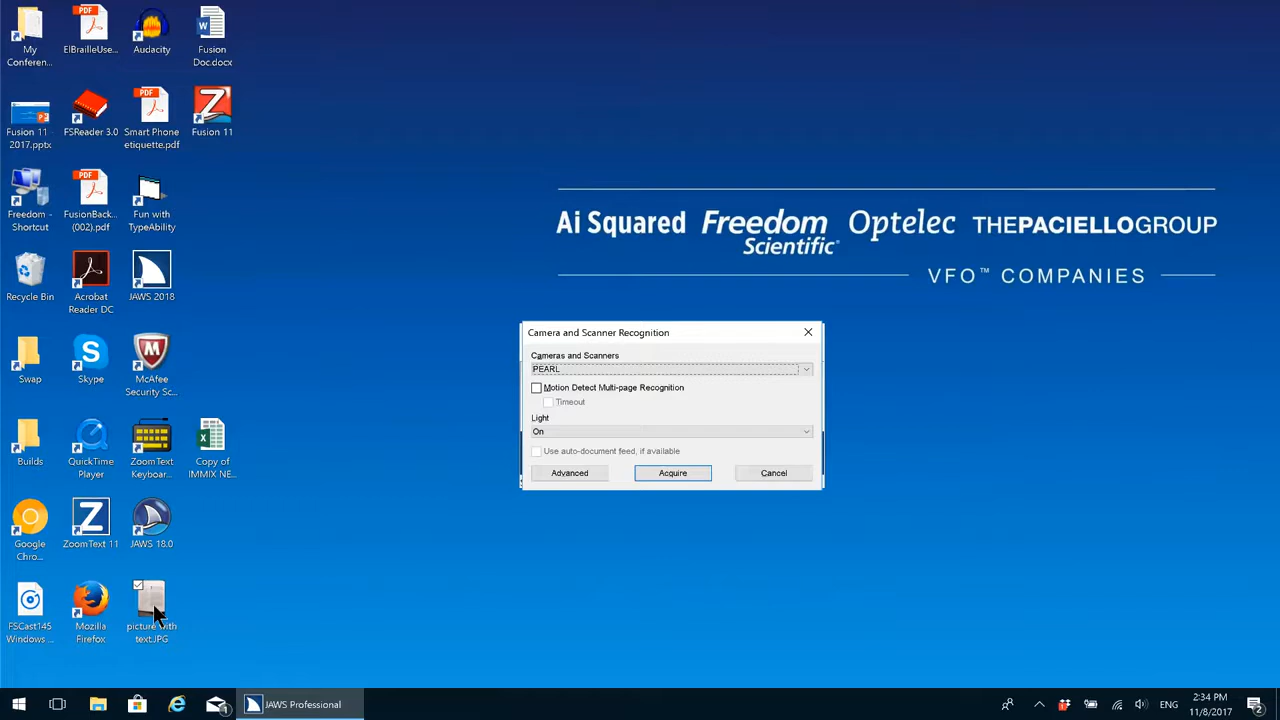 My
Conferen...
ElBrailleUse...
Audacity
Fusion
Doc.docx
Fusion 11 -
2017.pptx
FSReader 3.0
Smart Phone
etiquette.pdf
Fusion 11
Freedom -
Shortcut
FusionBack...
(002).pdf
Fun with
TypeAbility
Recycle Bin
Acrobat
Reader DC
JAWS 2018
Swap
Skype
McAfee
Security Sc...
Builds
QuickTime
Player
ZoomText
Keyboar...
Copy of
IMMIX NE...
Google
Chro...
ZoomText 11
JAWS 18.0
FSCast145
Windows ...
Mozilla
Firefox
picture with
text.JPG
Ai Squared Freedom Scientific® Optelec THEPACIELLOGROUP
VFO™ COMPANIES
Camera and Scanner Recognition
Cameras and Scanners
PEARL
Motion Detect Multi-page Recognition
Timeout
Light
On
Use auto-document feed, if available
Advanced Acquire Cancel
JAWS Professional
2:34 PM
11/8/2017